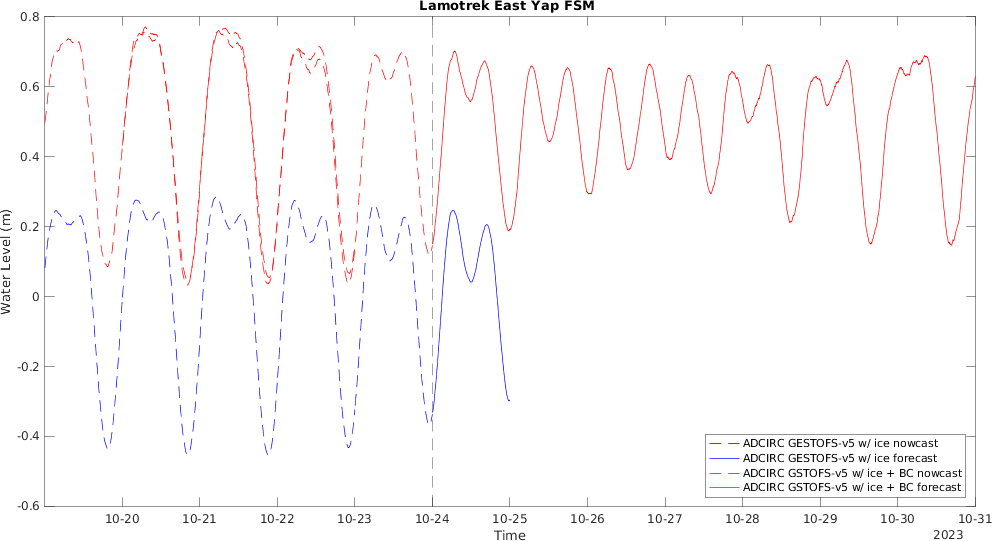 Lamotrek East Yap FSM
0.8
0.6
0.4
0.2
0
-0.2
-0.4
-0.6
Water Level (m)
ADCIRC GESTOFS-v5 w/ ice nowcast
ADCIRC GESTOFS-v5 w/ ice forecast
ADCIRC GSTOFS-v5 w/ ice + BC nowcast
ADCIRC GSTOFS-v5 w/ ice + BC forecast
10-20 10-21 10-22 10-23 10-24 10-25 10-26 10-27 10-28 10-29 10-30 10-31
Time
2023